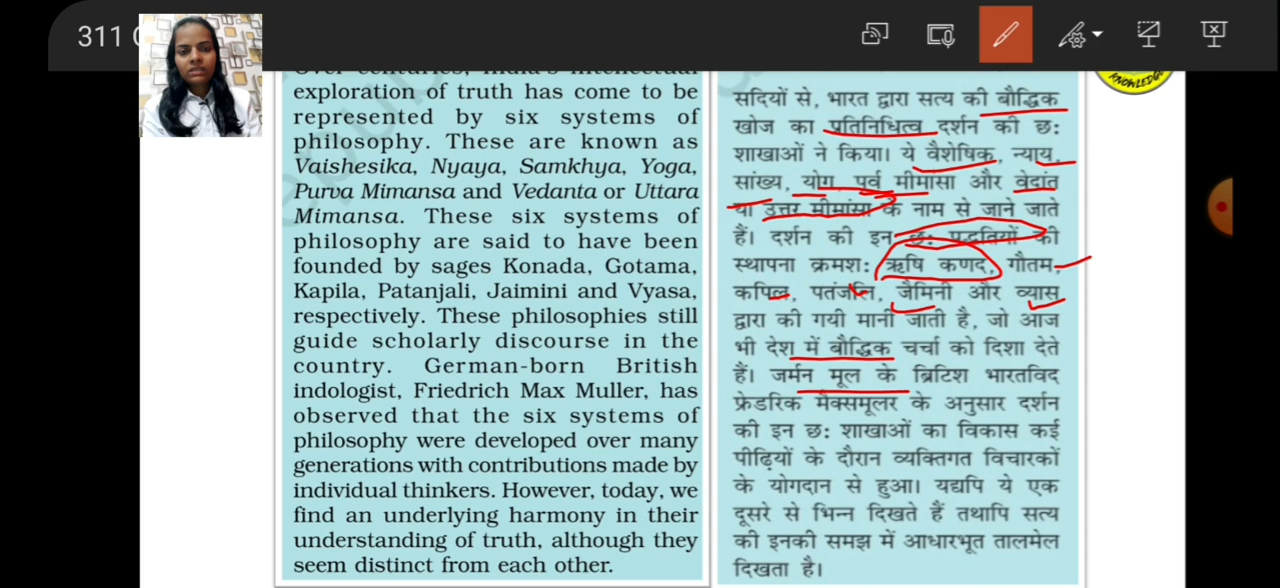 311
Over centuries, India's intellectual
exploration of truth has come to be
represented by six systems of
philosophy. These are known as
Vaishesika, Nyaya, Samkhya, Yoga,
Purva Mimansa and Vedanta or Uttara
Mimansa. These six systems of
philosophy are said to have been
founded by sages Konada, Gotama,
Kapila, Patanjali, Jaimini and Vyasa,
respectively. These philosophies still
guide scholarly discourse in the
country. German-born British
indologist, Friedrich Max Muller, has
observed that the six systems of
philosophy were developed over many
generations with contributions made by
individual thinkers. However, today, we
find an underlying harmony in their
understanding of truth, although they
seem distinct from each other.
सदियों से, भारत द्वारा सत्य की बौद्धिक
खोज का प्रतिनिधित्व दर्शन की छ:
शाखाओं ने किया। ये वैशेषिक, न्याय,
सांख्य, योग, पूर्व मीमांसा और वेदांत
या उत्तर मीमांसा के नाम से जाने जाते
हैं। दर्शन की इन छ: पद्धतियों की
स्थापना क्रमश: ऋषि कणद, गौतम,
कपिल, पतंजलि, जैमिनी और व्यास
द्वारा की गयी मानी जाती है, जो आज
भी देश में बौद्धिक चर्चा को दिशा देते
हैं। जर्मन मूल के ब्रिटिश भारतविद
फ्रेडरिक मैक्समूलर के अनुसार दर्शन
की इन छ: शाखाओं का विकास कई
पीढ़ियों के दौरान व्यक्तिगत विचारकों
के योगदान से हुआ। यद्यपि ये एक
दूसरे से भिन्न दिखते हैं तथापि सत्य
की इनकी समझ में आधारभूत तालमेल
दिखता है।
KNOWLEDGE